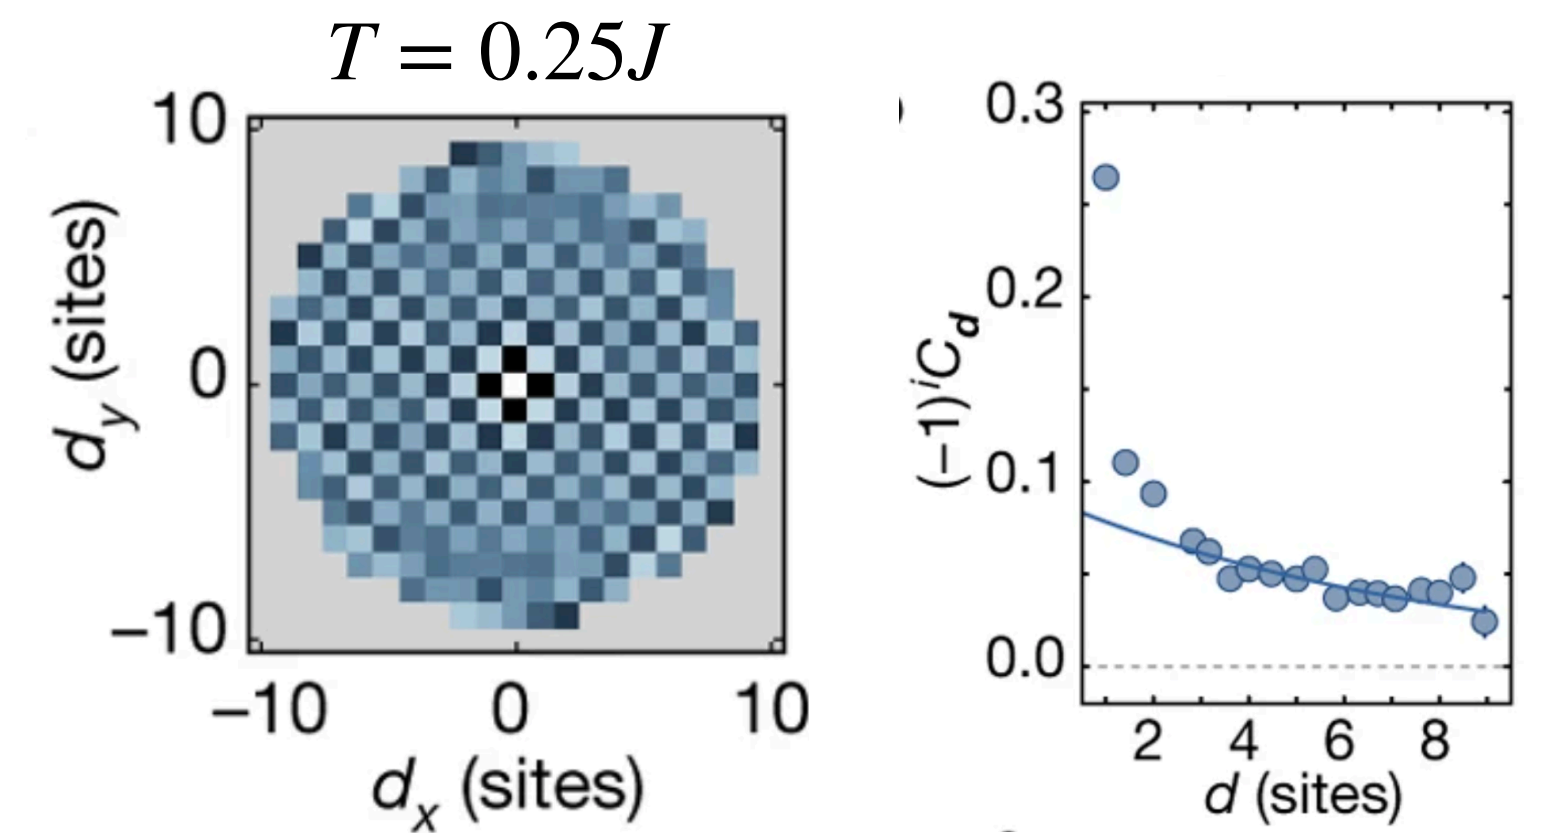 T = 0.25J
10
0
−10
d_y (sites)
−10 0 10
d_x (sites)
0.3
0.2
0.1
0.0
(−1)^i C_d
2 4 6 8
d (sites)